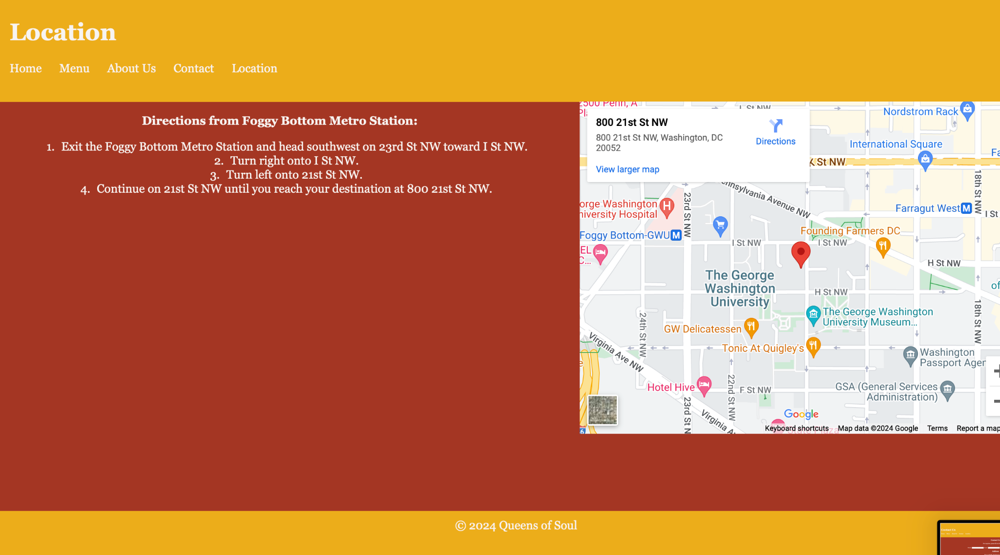 Location
Home Menu About Us Contact Location
Directions from Foggy Bottom Metro Station:
1. Exit the Foggy Bottom Metro Station and head southwest on 23rd St NW toward I St NW.
2. Turn right onto I St NW.
3. Turn left onto 21st St NW.
4. Continue on 21st St NW until you reach your destination at 800 21st St NW.
2500 Penn, A
800 21st St NW
800 21st St NW, Washington, DC
20052
Directions
View larger map
L St NW
Nordstrom Rack
International Square
K St NW
18th St NW
Pennsylvania Avenue NW
23rd St NW
orge Washington
niversity Hospital
H
Farragut West M
I St
Foggy Bottom-GWU M
Founding Farmers DC
I St NW
I St NW
EL
C...
H St NW
The George
Washington
University
of
H St NW
The George Washington
University Museum...
24th St NW
18th St NW
GW Delicatessen
Virginia Ave NW
Tonic At Quigley's
Washington
Passport Agen
e
Hotel Hive
22nd St NW
F St NW
GSA (General Services
Administration)
23rd St N
Virginia A
Google
State Plaza
Keyboard shortcuts Map data ©2024 Google Terms Report a map
© 2024 Queens of Soul
Contact Us